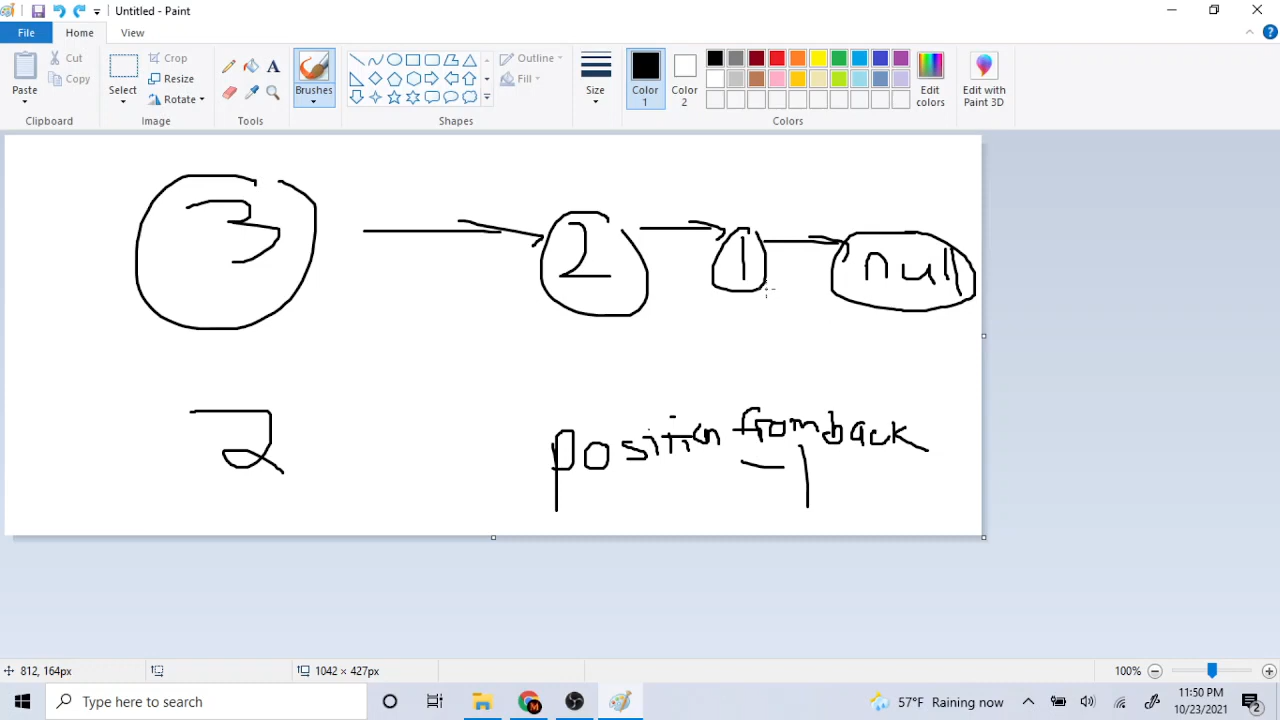 Untitled - Paint
File Home View
Paste Cut Copy
Clipboard
Select Crop Resize Rotate
Image
Tools
Brushes
Outline Fill
Shapes
Size
Color 1
Color 2
Edit colors
Colors
Edit with Paint 3D
3 2 1 null
2
position from back
- 1
812, 164px
1042 × 427px
100%
Type here to search
57°F Raining now
11:50 PM
10/23/2021
2